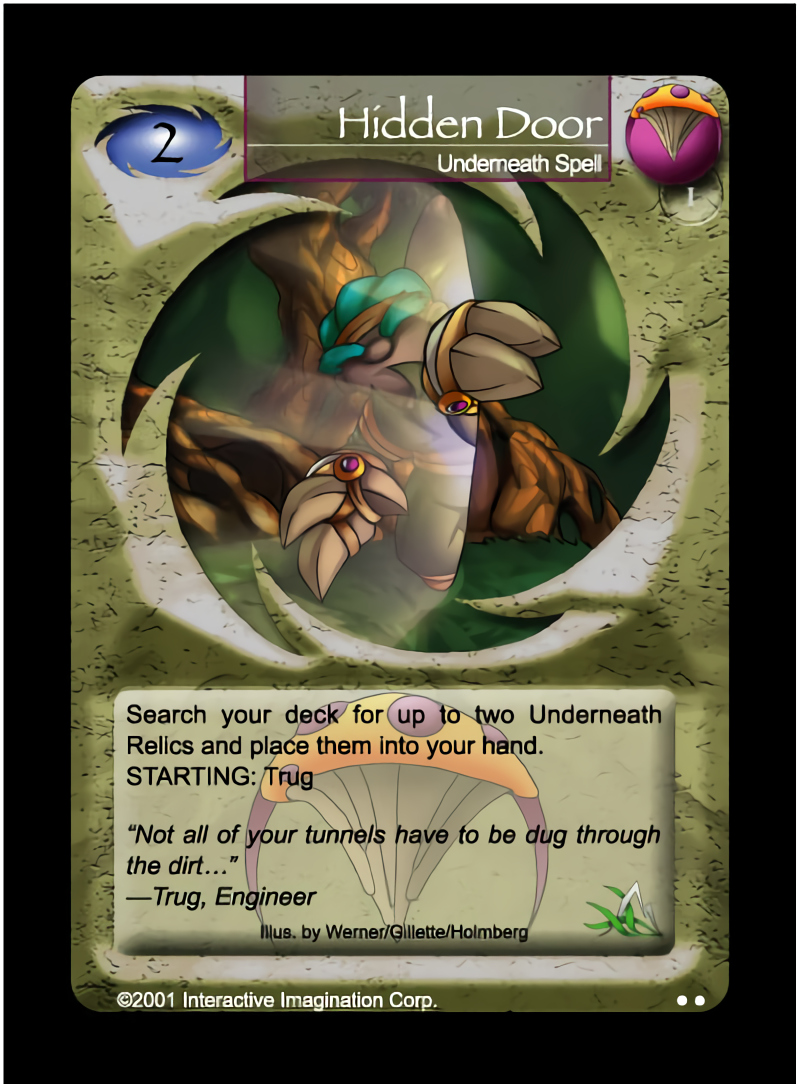 2
Hidden Door
Underneath Spell
1
Search your deck for up to two Underneath
Relics and place them into your hand.
STARTING: Trug
“Not all of your tunnels have to be dug through
the dirt…”
—Trug, Engineer
Illus. by Werner/Gillette/Holmberg
©2001 Interactive Imagination Corp.